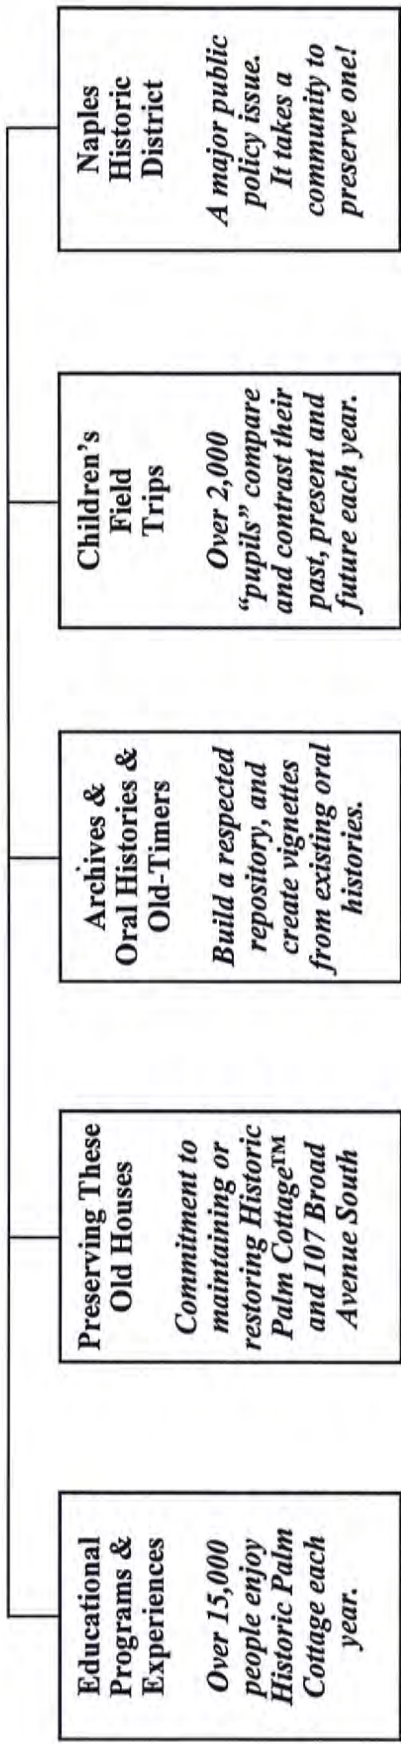 Educational
Programs &
Experiences
Over 15,000
people enjoy
Historic Palm
Cottage each
year.
Preserving These
Old Houses
Commitment to
maintaining or
restoring Historic
Palm Cottage™
and 107 Broad
Avenue South
Archives &
Oral Histories &
Old-Timers
Build a respected
repository, and
create vignettes
from existing oral
histories.
Children's
Field
Trips
Over 2,000
“pupils” compare
and contrast their
past, present and
future each year.
Naples
Historic
District
A major public
policy issue.
It takes a
community to
preserve one!